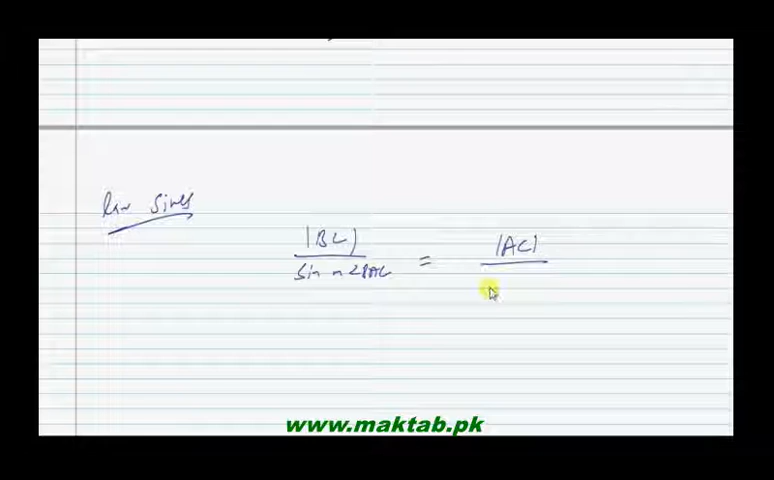 law sines
|BC|
sin m∠BAC
=
|AC|
www.maktab.pk